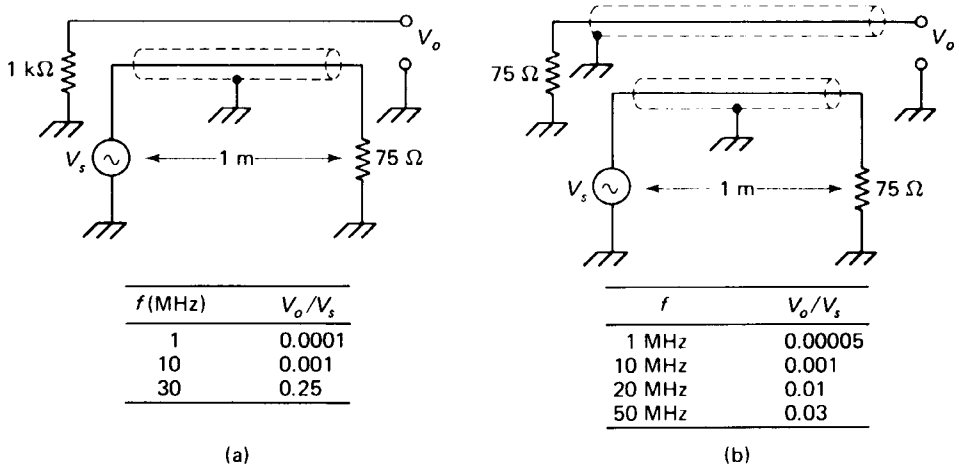 V_o
1 kΩ
V_s
1 m
75 Ω
f (MHz) V_o/V_s
1 0.0001
10 0.001
30 0.25
(a)
V_o
75 Ω
V_s
1 m
75 Ω
f V_o/V_s
1 MHz 0.00005
10 MHz 0.001
20 MHz 0.01
50 MHz 0.03
(b)